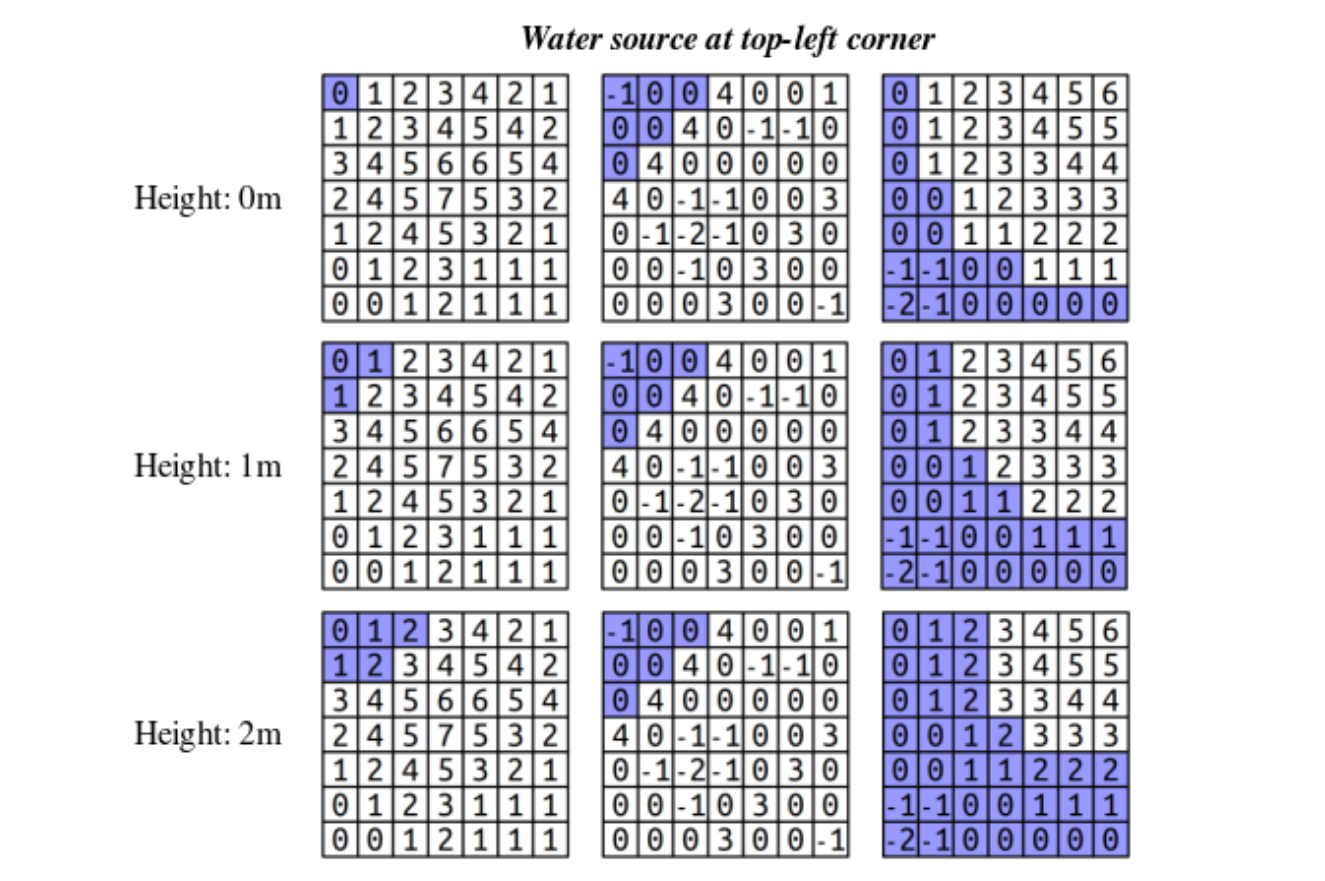 Water source at top-left corner
0 1 2 3 4 2 1 -1 0 0 4 0 0 1 0 1 2 3 4 5 6
1 2 3 4 5 4 2 0 0 4 0 -1 -1 0 0 1 2 3 4 5 5
3 4 5 6 6 5 4 0 4 0 0 0 0 0 0 1 2 3 3 4 4
Height: 0m 2 4 5 7 5 3 2 4 0 -1 -1 0 0 3 0 0 1 2 3 3 3
1 2 4 5 3 2 1 0 -1 -2 -1 0 3 0 0 0 1 1 2 2 2
0 1 2 3 1 1 1 0 0 -1 0 3 0 0 -1 -1 0 0 1 1 1
0 0 1 2 1 1 1 0 0 0 3 0 0 -1 -2 -1 0 0 0 0 0
0 1 2 3 4 2 1 -1 0 0 4 0 0 1 0 1 2 3 4 5 6
1 2 3 4 5 4 2 0 0 4 0 -1 -1 0 0 1 2 3 4 5 5
3 4 5 6 6 5 4 0 4 0 0 0 0 0 0 1 2 3 3 4 4
Height: 1m 2 4 5 7 5 3 2 4 0 -1 -1 0 0 3 0 0 1 2 3 3 3
1 2 4 5 3 2 1 0 -1 -2 -1 0 3 0 0 0 1 1 2 2 2
0 1 2 3 1 1 1 0 0 -1 0 3 0 0 -1 -1 0 0 1 1 1
0 0 1 2 1 1 1 0 0 0 3 0 0 -1 -2 -1 0 0 0 0 0
0 1 2 3 4 2 1 -1 0 0 4 0 0 1 0 1 2 3 4 5 6
1 2 3 4 5 4 2 0 0 4 0 -1 -1 0 0 1 2 3 4 5 5
3 4 5 6 6 5 4 0 4 0 0 0 0 0 0 1 2 3 3 4 4
Height: 2m 2 4 5 7 5 3 2 4 0 -1 -1 0 0 3 0 0 1 2 3 3 3
1 2 4 5 3 2 1 0 -1 -2 -1 0 3 0 0 0 1 1 2 2 2
0 1 2 3 1 1 1 0 0 -1 0 3 0 0 -1 -1 0 0 1 1 1
0 0 1 2 1 1 1 0 0 0 3 0 0 -1 -2 -1 0 0 0 0 0